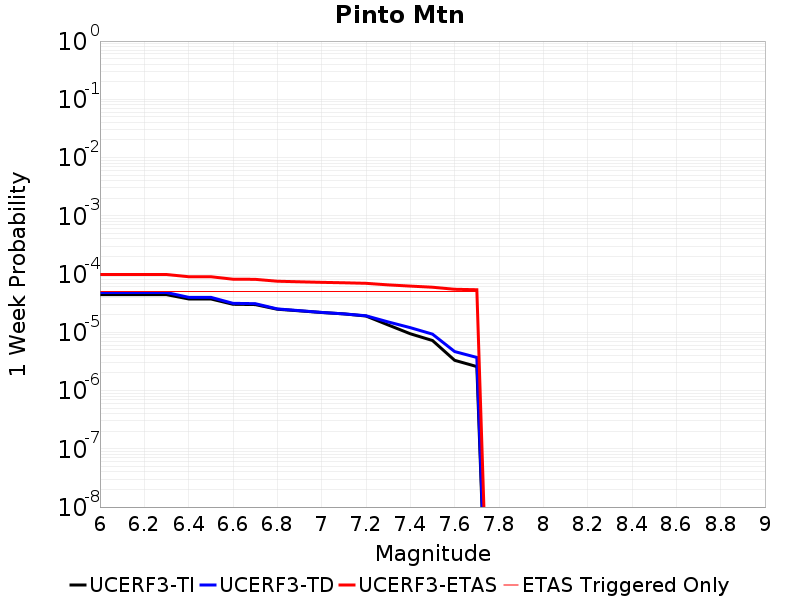 Pinto Mtn
1 Week Probability
10^0
10^-1
10^-2
10^-3
10^-4
10^-5
10^-6
10^-7
10^-8
6 6.2 6.4 6.6 6.8 7 7.2 7.4 7.6 7.8 8 8.2 8.4 8.6 8.8 9
Magnitude
UCERF3-TI UCERF3-TD UCERF3-ETAS ETAS Triggered Only